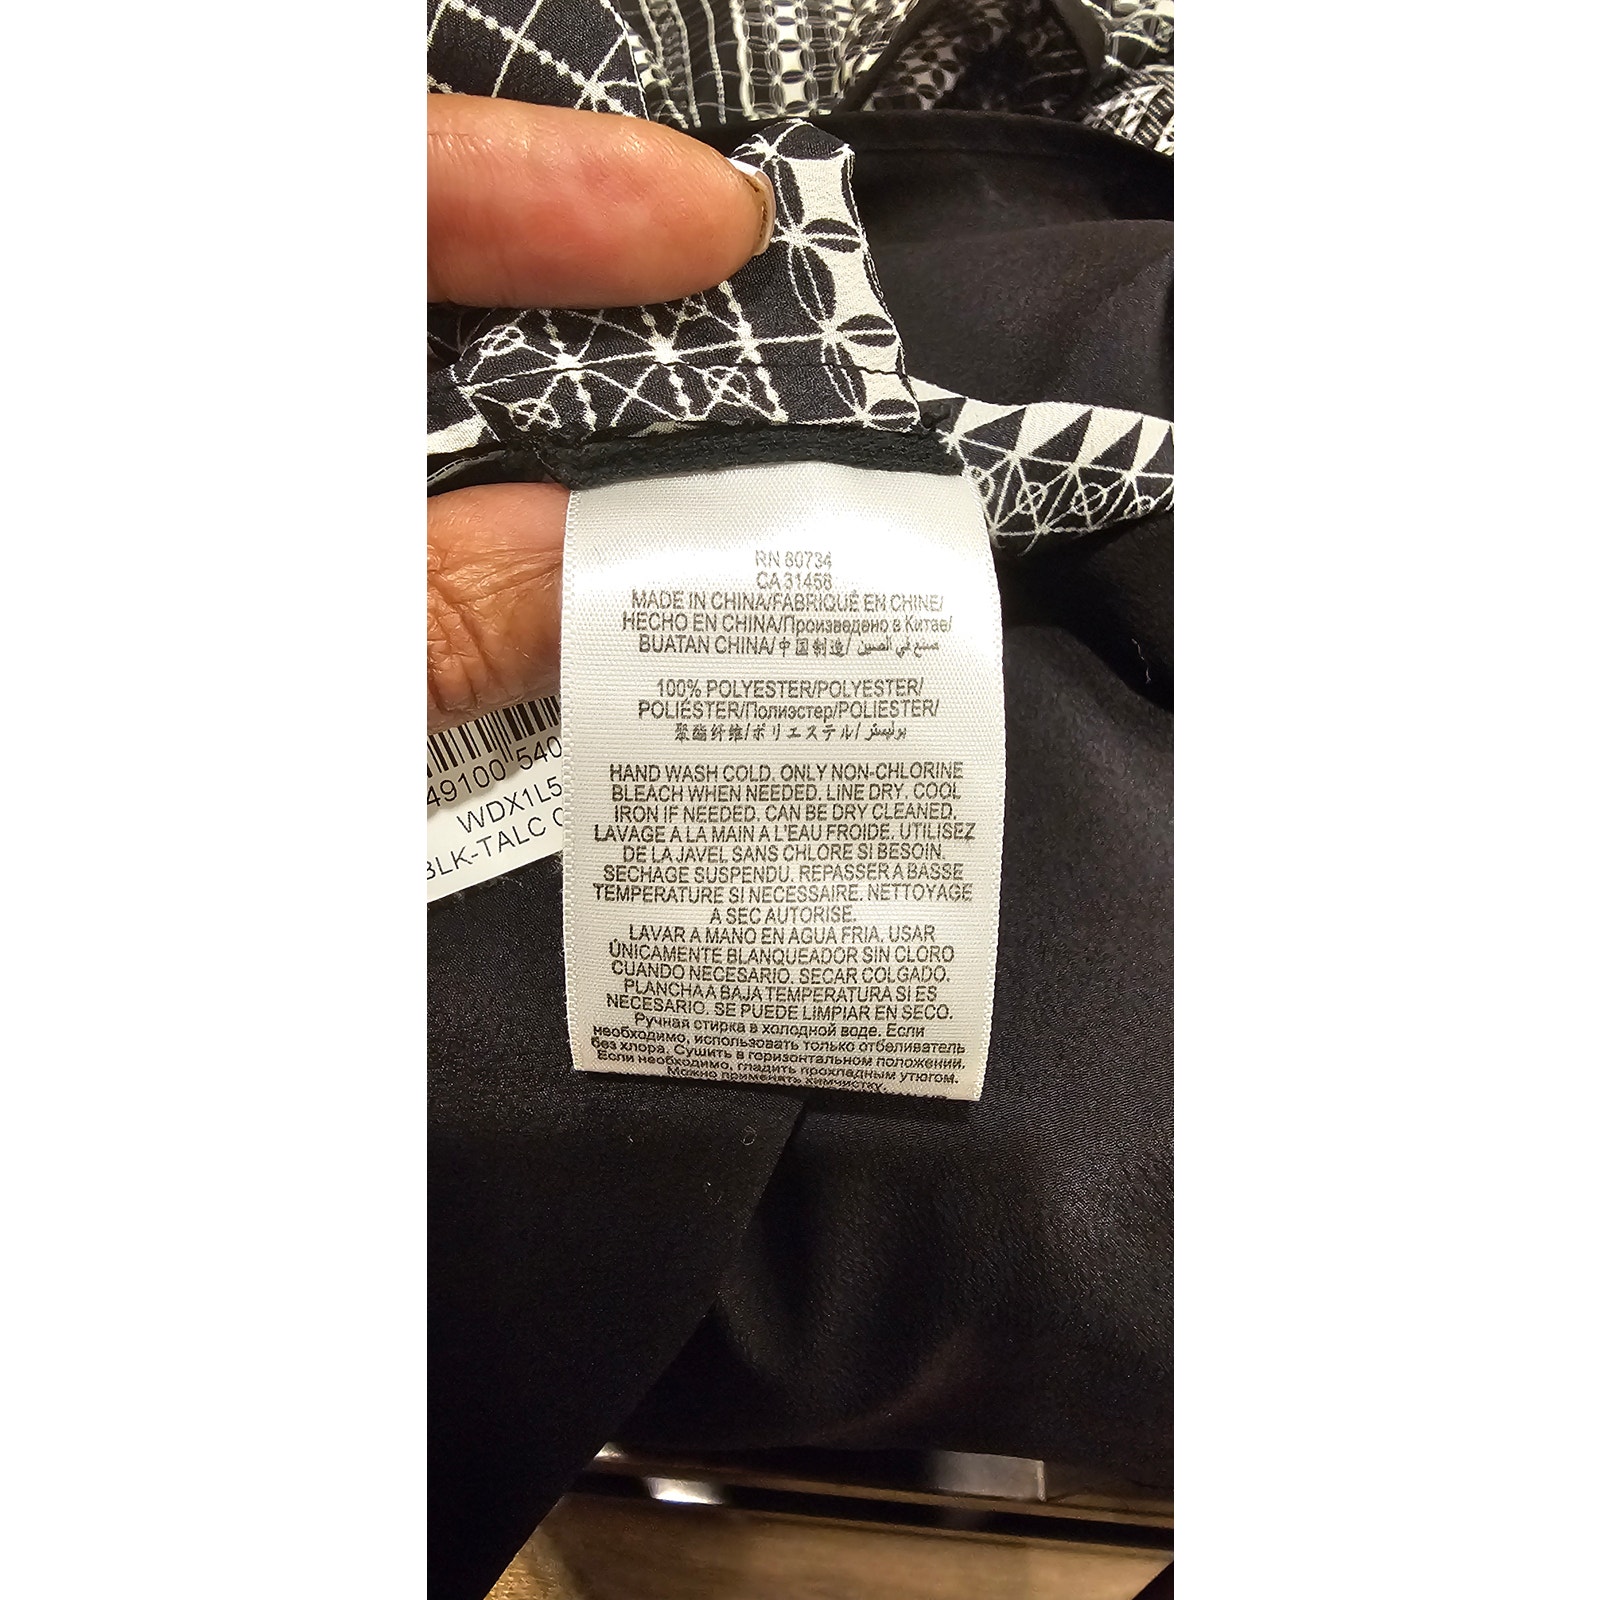 RN 80734
CA 31458
MADE IN CHINA/FABRIQUÉ EN CHINE/
HECHO EN CHINA/Произведено в Китае/
BUATAN CHINA/中国制造/ صنع في الصين
100% POLYESTER/POLYESTER/
POLIÉSTER/Полиэстер/POLIESTER/
聚酯纤维/ポリエステル/ بوليستر
49100 540
WDX1L5
BLK-TALC
HAND WASH COLD. ONLY NON-CHLORINE
BLEACH WHEN NEEDED. LINE DRY. COOL
IRON IF NEEDED. CAN BE DRY CLEANED.
LAVAGE A LA MAIN A L'EAU FROIDE. UTILISEZ
DE LA JAVEL SANS CHLORE SI BESOIN.
SECHAGE SUSPENDU. REPASSER A BASSE
TEMPERATURE SI NECESSAIRE. NETTOYAGE
A SEC AUTORISE.
LAVAR A MANO EN AGUA FRIA. USAR
ÚNICAMENTE BLANQUEADOR SIN CLORO
CUANDO NECESARIO. SECAR COLGADO.
PLANCHA A BAJA TEMPERATURA SI ES
NECESARIO. SE PUEDE LIMPIAR EN SECO.
Ручная стирка в холодной воде. Если
необходимо, использовать только отбеливатель
без хлора. Сушить в горизонтальном положений.
Если необходимо, гладить прохладным утюгом.
Можно применять химчистку.